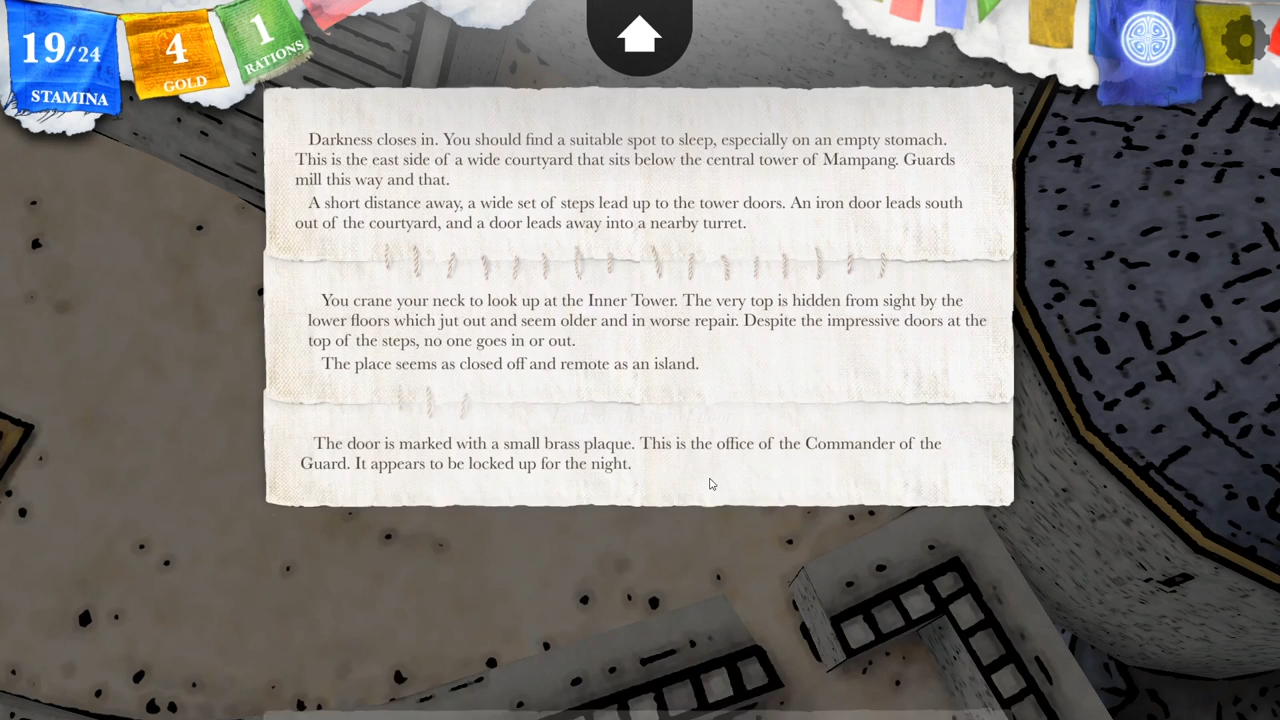 19/24
STAMINA
4
GOLD
1
RATIONS
Darkness closes in. You should find a suitable spot to sleep, especially on an empty stomach.
This is the east side of a wide courtyard that sits below the central tower of Mampang. Guards
mill this way and that.
A short distance away, a wide set of steps lead up to the tower doors. An iron door leads south
out of the courtyard, and a door leads away into a nearby turret.
You crane your neck to look up at the Inner Tower. The very top is hidden from sight by the
lower floors which jut out and seem older and in worse repair. Despite the impressive doors at the
top of the steps, no one goes in or out.
The place seems as closed off and remote as an island.
The door is marked with a small brass plaque. This is the office of the Commander of the
Guard. It appears to be locked up for the night.